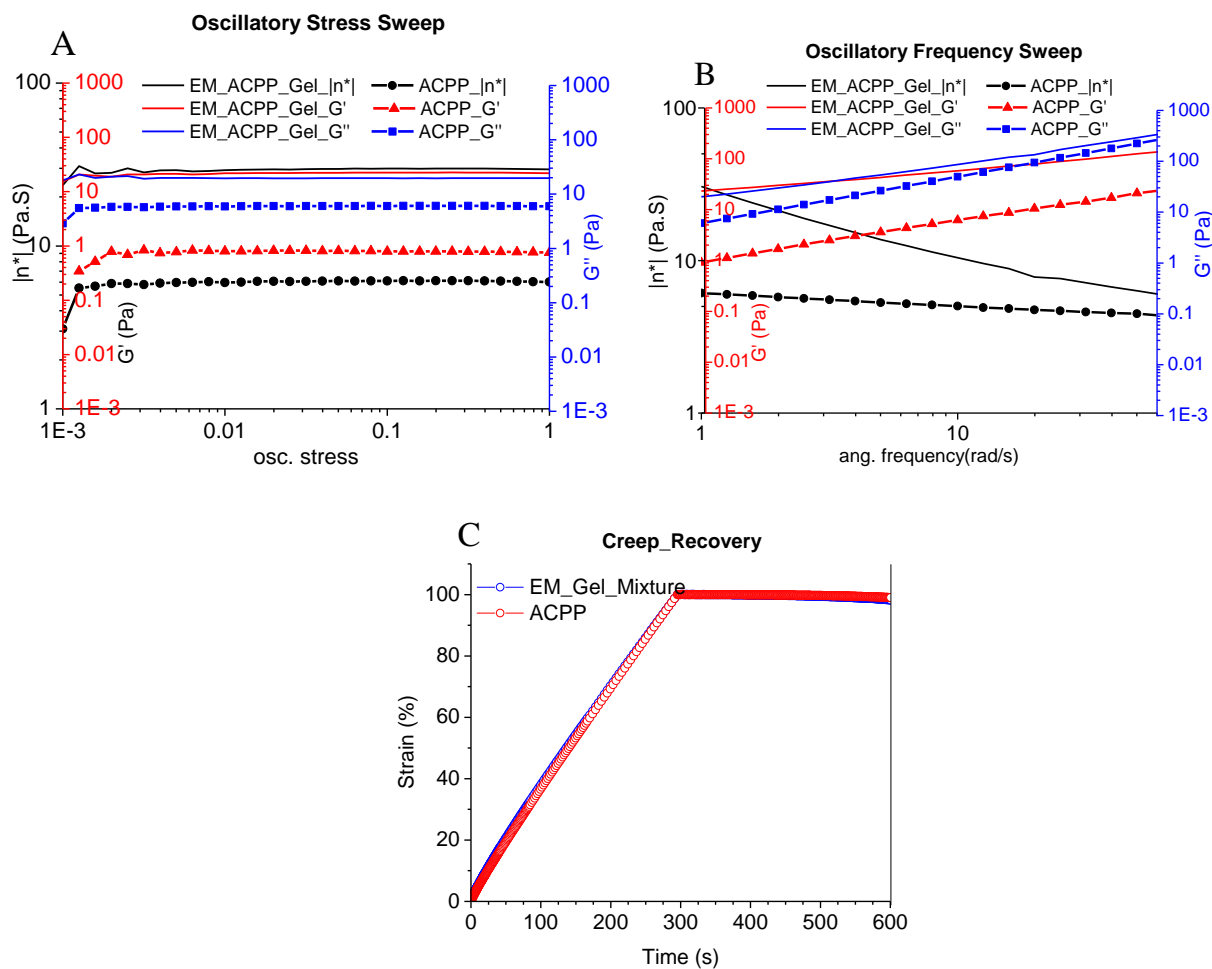 Oscillatory Stress Sweep
A
EM_ACPP_Gel_|n*| ACPP_|n*|
EM_ACPP_Gel_G' ACPP_G'
EM_ACPP_Gel_G'' ACPP_G''
100
10
1
|n*| (Pa.S)
1000
100
10
1
0.1
0.01
1E-3
G' (Pa)
1000
100
10
1
0.1
0.01
1E-3
G'' (Pa)
1E-3 0.01 0.1 1
osc. stress
B
Oscillatory Frequency Sweep
EM_ACPP_Gel_|n*| ACPP_|n*|
EM_ACPP_Gel_G' ACPP_G'
EM_ACPP_Gel_G'' ACPP_G''
100
10
1
|n*| (Pa.S)
1000
100
10
1
0.1
0.01
1E-3
G' (Pa)
1000
100
10
1
0.1
0.01
1E-3
G'' (Pa)
1 10
ang. frequency(rad/s)
C
Creep_Recovery
EM_Gel_Mixture
ACPP
100
80
60
40
20
0
Strain (%)
0 100 200 300 400 500 600
Time (s)